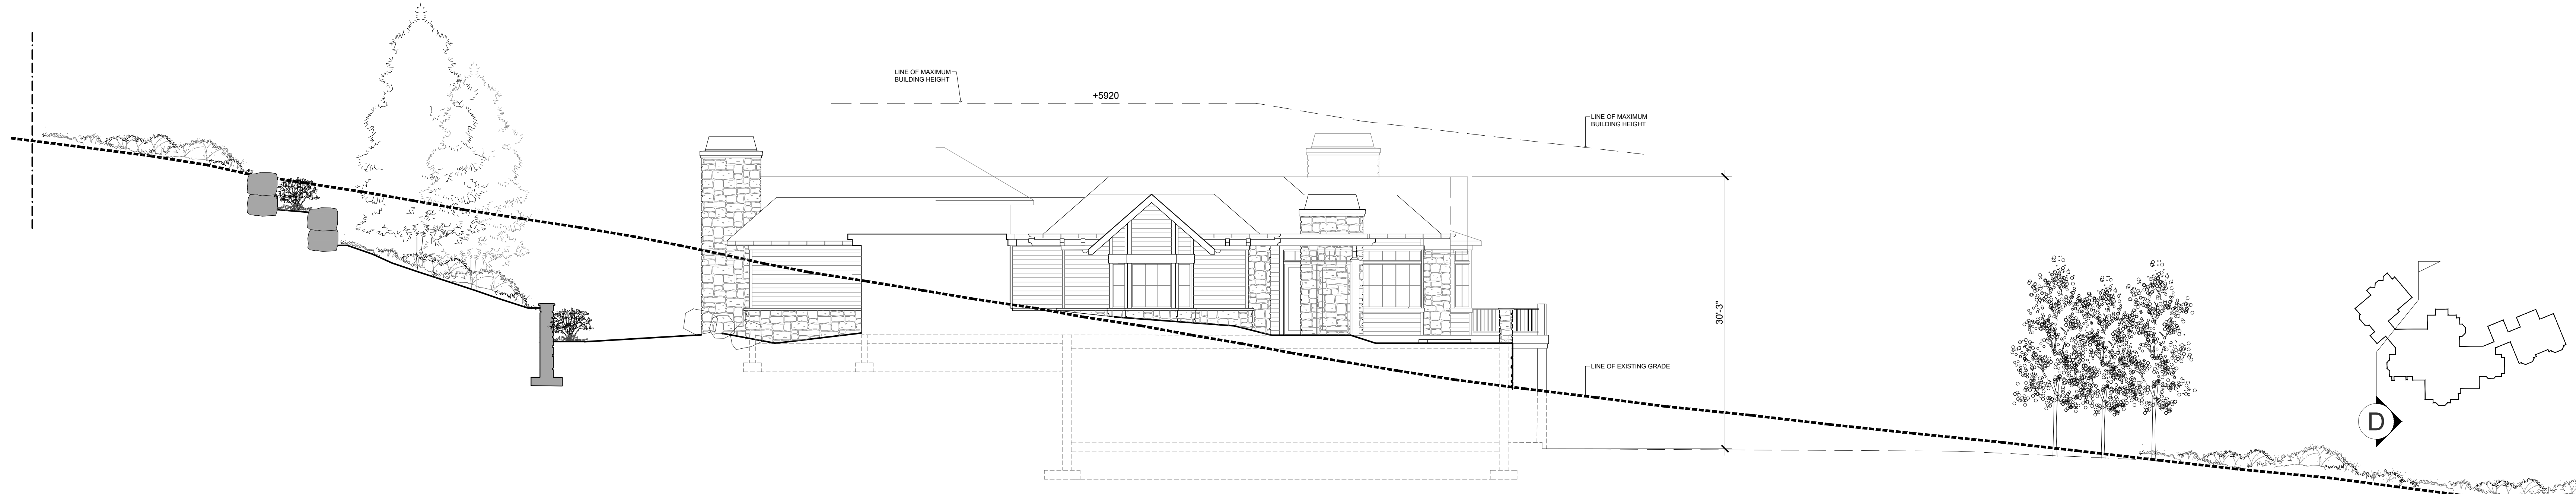 LINE OF MAXIMUM
BUILDING HEIGHT
+5920
LINE OF MAXIMUM
BUILDING HEIGHT
30'-3"
LINE OF EXISTING GRADE
D